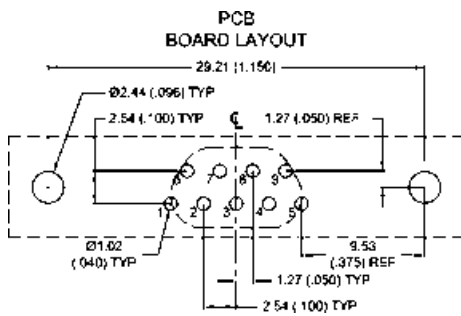 PCB
BOARD LAYOUT
29.21 (1.150)
Ø2.44 (.096) TYP
2.54 (.100) TYP
1.27 (.050) REF
6 7 8 9
1 2 3 4 5
Ø1.02
(.040) TYP
9.53
(.375) REF
1.27 (.050) TYP
2.54 (.100) TYP